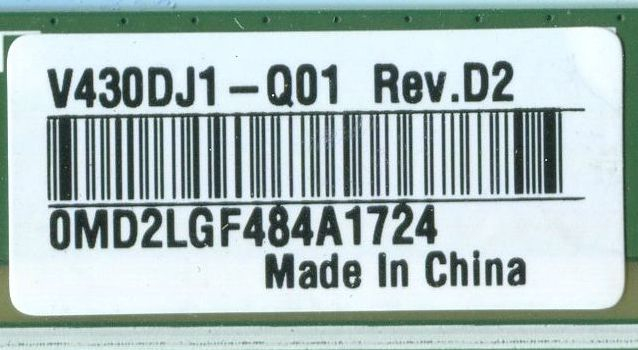 V430DJ1-Q01 Rev.D2
0MD2LGF484A1724
Made In China